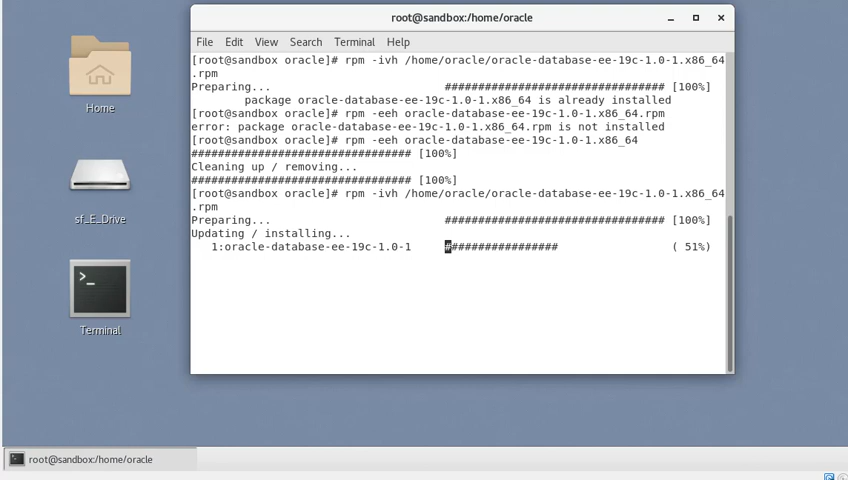 root@sandbox:/home/oracle
File Edit View Search Terminal Help
[root@sandbox oracle]# rpm -ivh /home/oracle/oracle-database-ee-19c-1.0-1.x86_64
.rpm
Preparing... ################################# [100%]
package oracle-database-ee-19c-1.0-1.x86_64 is already installed
[root@sandbox oracle]# rpm -eeh oracle-database-ee-19c-1.0-1.x86_64.rpm
error: package oracle-database-ee-19c-1.0-1.x86_64.rpm is not installed
[root@sandbox oracle]# rpm -eeh oracle-database-ee-19c-1.0-1.x86_64
################################# [100%]
Cleaning up / removing...
################################# [100%]
[root@sandbox oracle]# rpm -ivh /home/oracle/oracle-database-ee-19c-1.0-1.x86_64
.rpm
Preparing... ################################# [100%]
Updating / installing...
1:oracle-database-ee-19c-1.0-1 ################# ( 51%)
Home
sf_E_Drive
>_
Terminal
root@sandbox:/home/oracle